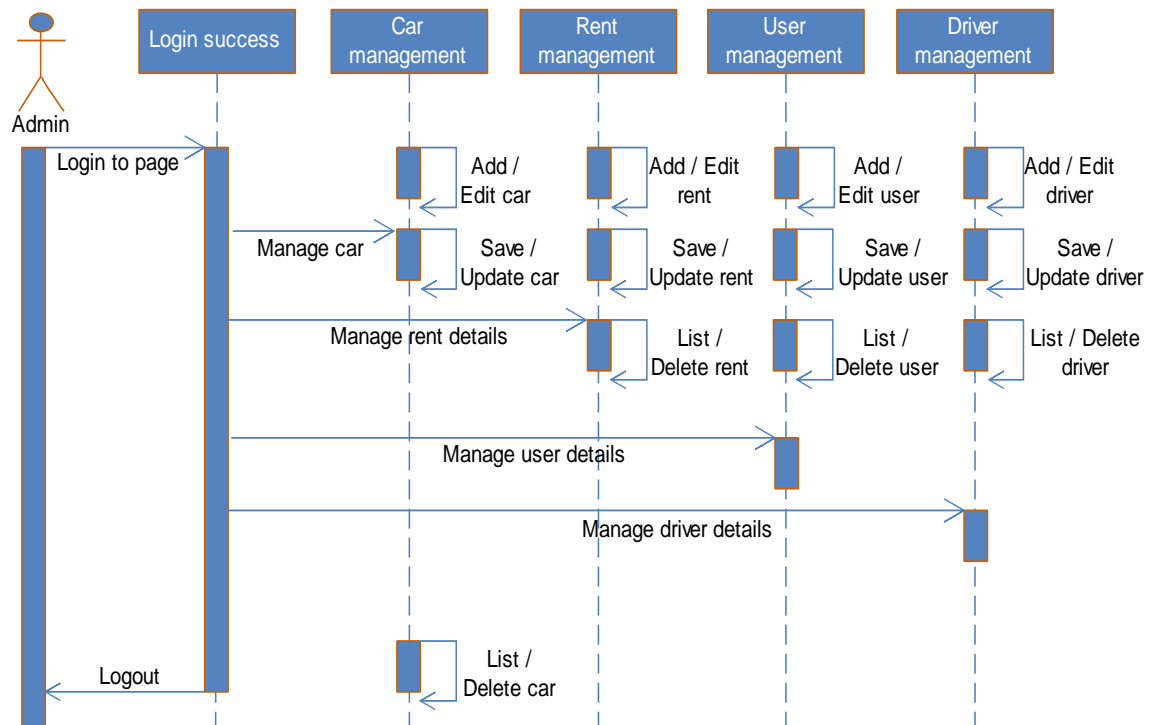 Login success
Car
management
Rent
management
User
management
Driver
management
Admin
Login to page
Add /
Edit car
Add / Edit
rent
Add /
Edit user
Add / Edit
driver
Manage car
Save /
Update car
Save /
Update rent
Save /
Update user
Save /
Update driver
Manage rent details
List /
Delete rent
List /
Delete user
List / Delete
driver
Manage user details
Manage driver details
Logout
List /
Delete car